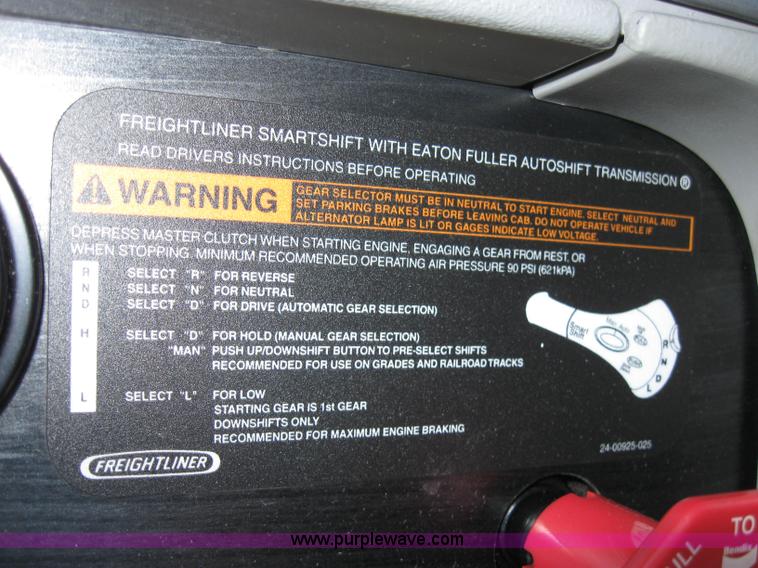 FREIGHTLINER SMARTSHIFT WITH EATON FULLER AUTOSHIFT TRANSMISSION ®
READ DRIVERS INSTRUCTIONS BEFORE OPERATING
WARNING
GEAR SELECTOR MUST BE IN NEUTRAL TO START ENGINE. SELECT NEUTRAL AND
SET PARKING BRAKES BEFORE LEAVING CAB. DO NOT OPERATE VEHICLE IF
ALTERNATOR LAMP IS LIT OR GAGES INDICATE LOW VOLTAGE.
DEPRESS MASTER CLUTCH WHEN STARTING ENGINE, ENGAGING A GEAR FROM REST, OR
WHEN STOPPING. MINIMUM RECOMMENDED OPERATING AIR PRESSURE 90 PSI (621kPA)
R SELECT "R" FOR REVERSE
N SELECT "N" FOR NEUTRAL
D SELECT "D" FOR DRIVE (AUTOMATIC GEAR SELECTION)
H SELECT "D" FOR HOLD (MANUAL GEAR SELECTION)
"MAN" PUSH UP/DOWNSHIFT BUTTON TO PRE-SELECT SHIFTS
RECOMMENDED FOR USE ON GRADES AND RAILROAD TRACKS
L SELECT "L" FOR LOW
STARTING GEAR IS 1st GEAR
DOWNSHIFTS ONLY
RECOMMENDED FOR MAXIMUM ENGINE BRAKING
Smart
Shift
Man Auto
R
N
D
L
24-00925-025
FREIGHTLINER
TO
Bendix
www.purplewave.com